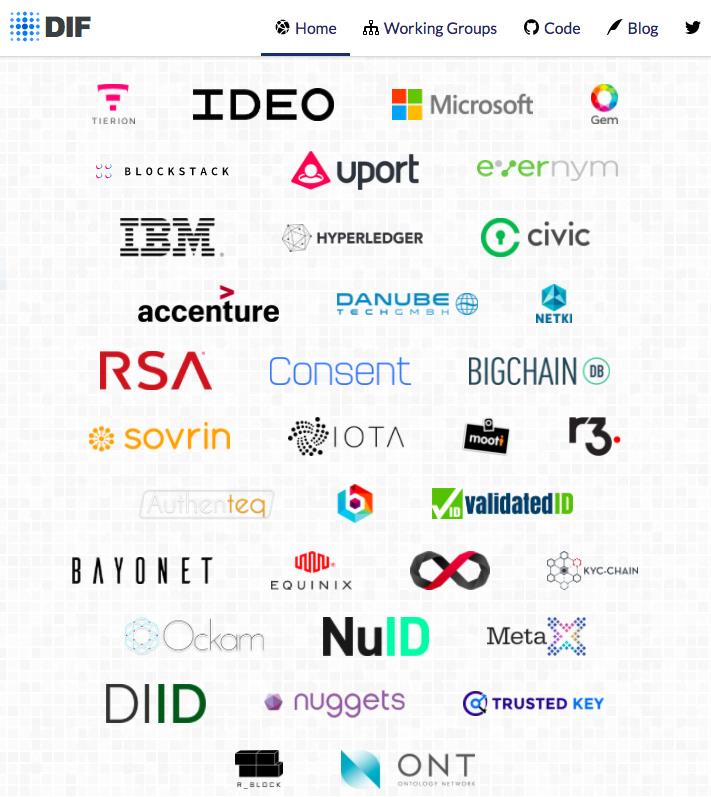 DIF Home Working Groups Code Blog
TIERION IDEO Microsoft Gem
BLOCKSTACK uport evernym
IBM HYPERLEDGER civic
accenture DANUBE TECH GMBH NETKI
RSA Consent BIGCHAIN DB
sovrin IOTA mooti r3.
Authenteq b ID validatedID
BAYONET EQUINIX KYC-CHAIN
Ockam NuID MetaX
DIID nuggets TRUSTED KEY
R_BLOCK ONT
ONTOLOGY NETWORK